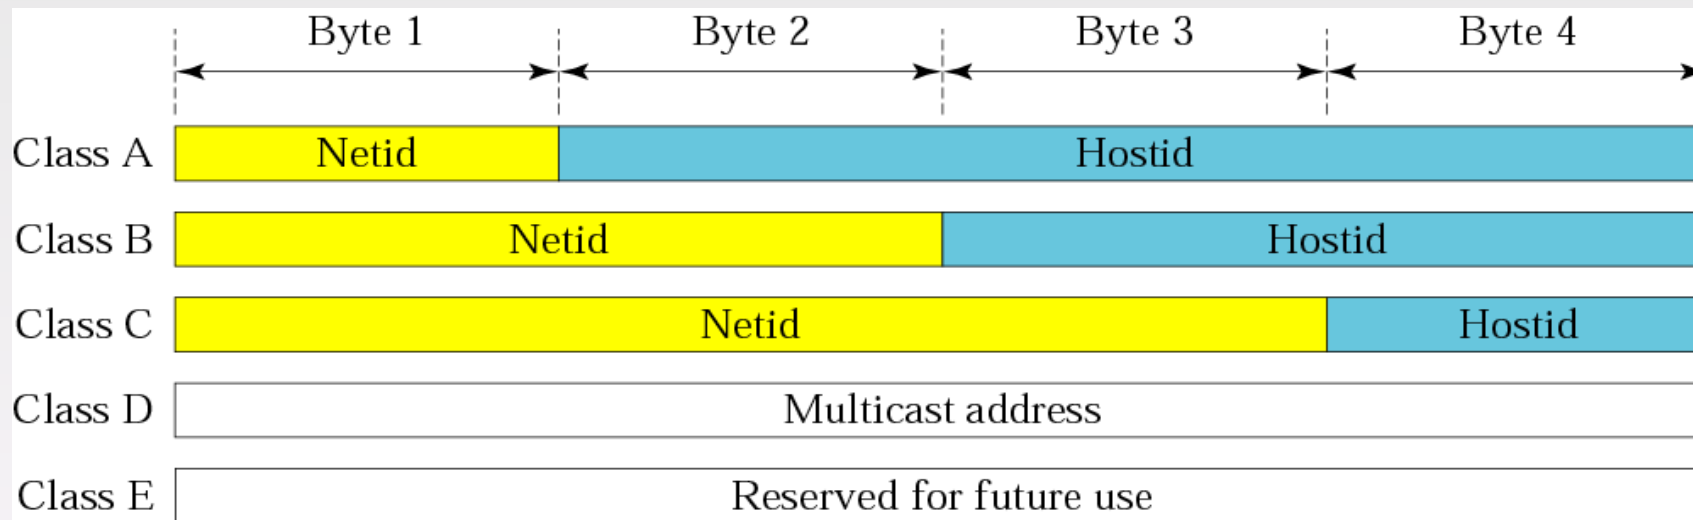 Byte 1 Byte 2 Byte 3 Byte 4
Class A Netid Hostid
Class B Netid Hostid
Class C Netid Hostid
Class D Multicast address
Class E Reserved for future use